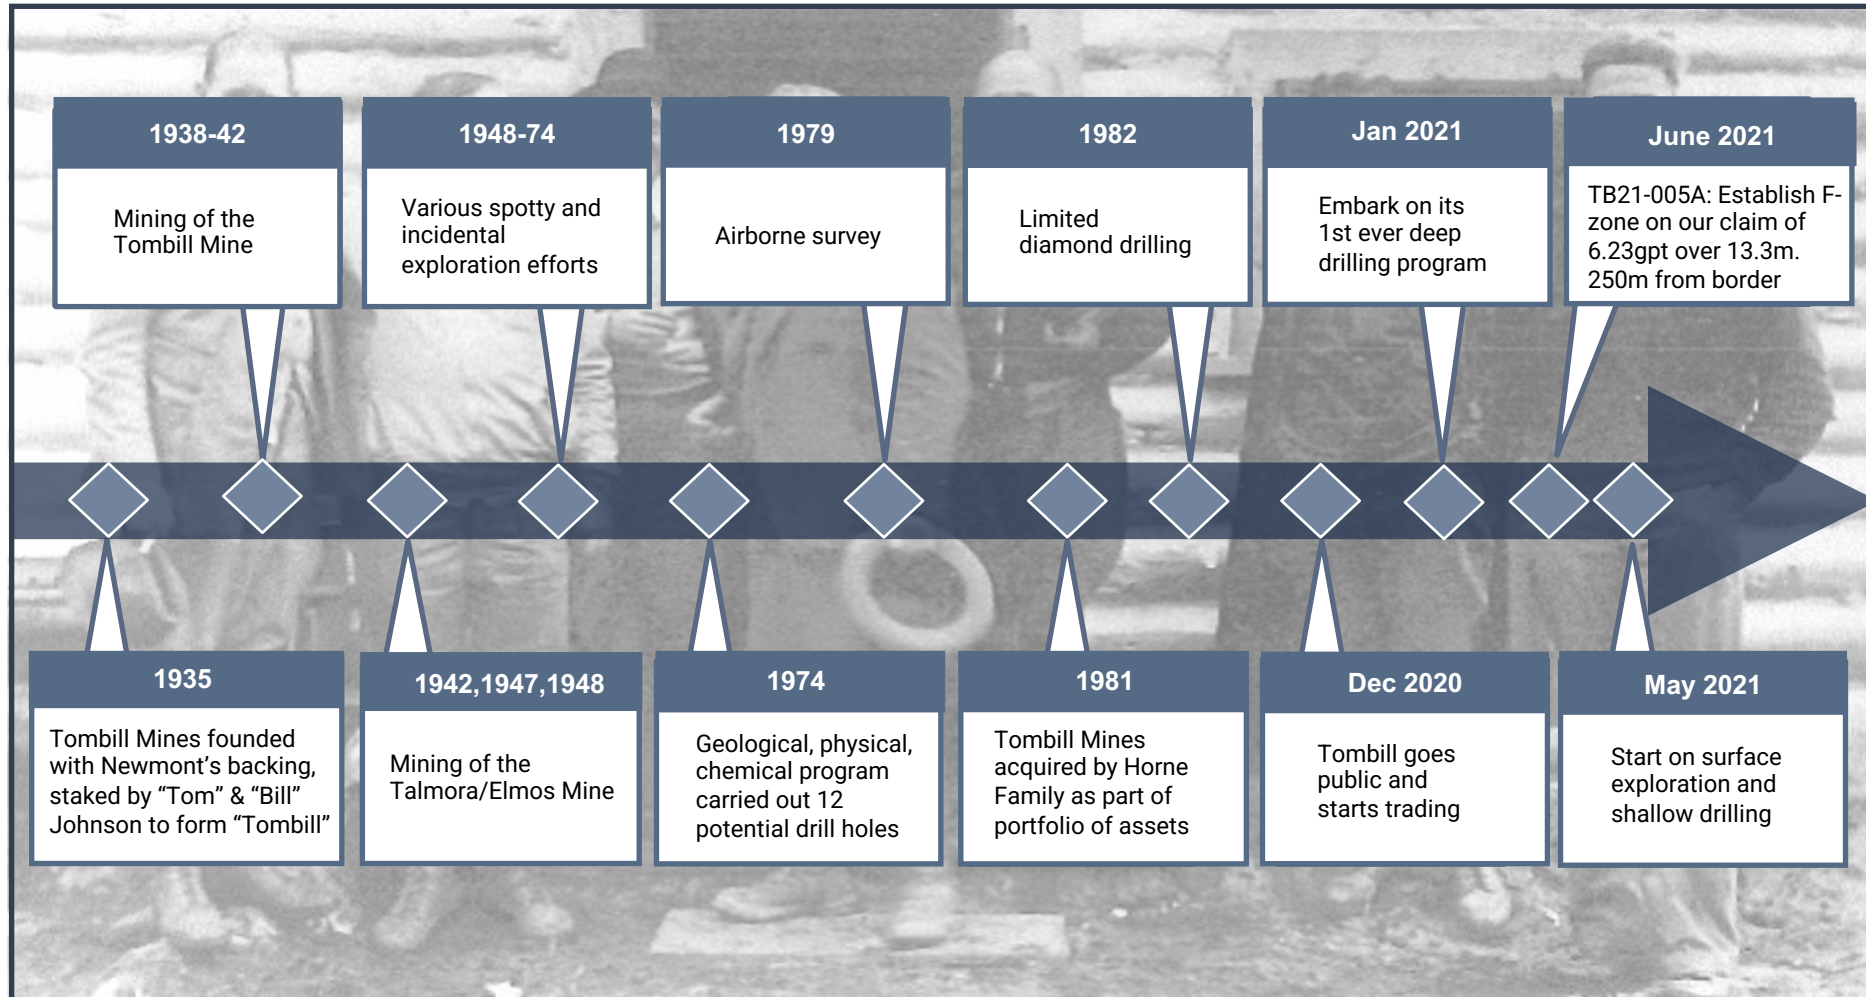 1938-42
Mining of the
Tombill Mine
1948-74
Various spotty and
incidental
exploration efforts
1979
Airborne survey
1982
Limited
diamond drilling
Jan 2021
Embark on its
1st ever deep
drilling program
June 2021
TB21-005A: Establish F-
zone on our claim of
6.23gpt over 13.3m.
250m from border
1935
Tombill Mines founded
with Newmont’s backing,
staked by “Tom” & “Bill”
Johnson to form “Tombill”
1942,1947,1948
Mining of the
Talmora/Elmos Mine
1974
Geological, physical,
chemical program
carried out 12
potential drill holes
1981
Tombill Mines
acquired by Horne
Family as part of
portfolio of assets
Dec 2020
Tombill goes
public and
starts trading
May 2021
Start on surface
exploration and
shallow drilling